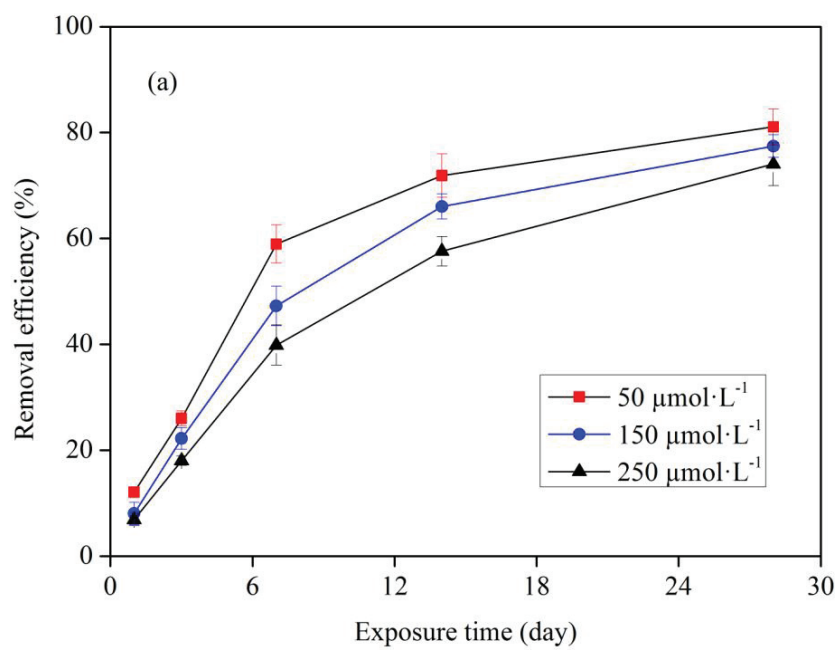 100
(a)
80
60
40
20
0
Removal efficiency (%)
50 µmol·L⁻¹
150 µmol·L⁻¹
250 µmol·L⁻¹
0 6 12 18 24 30
Exposure time (day)